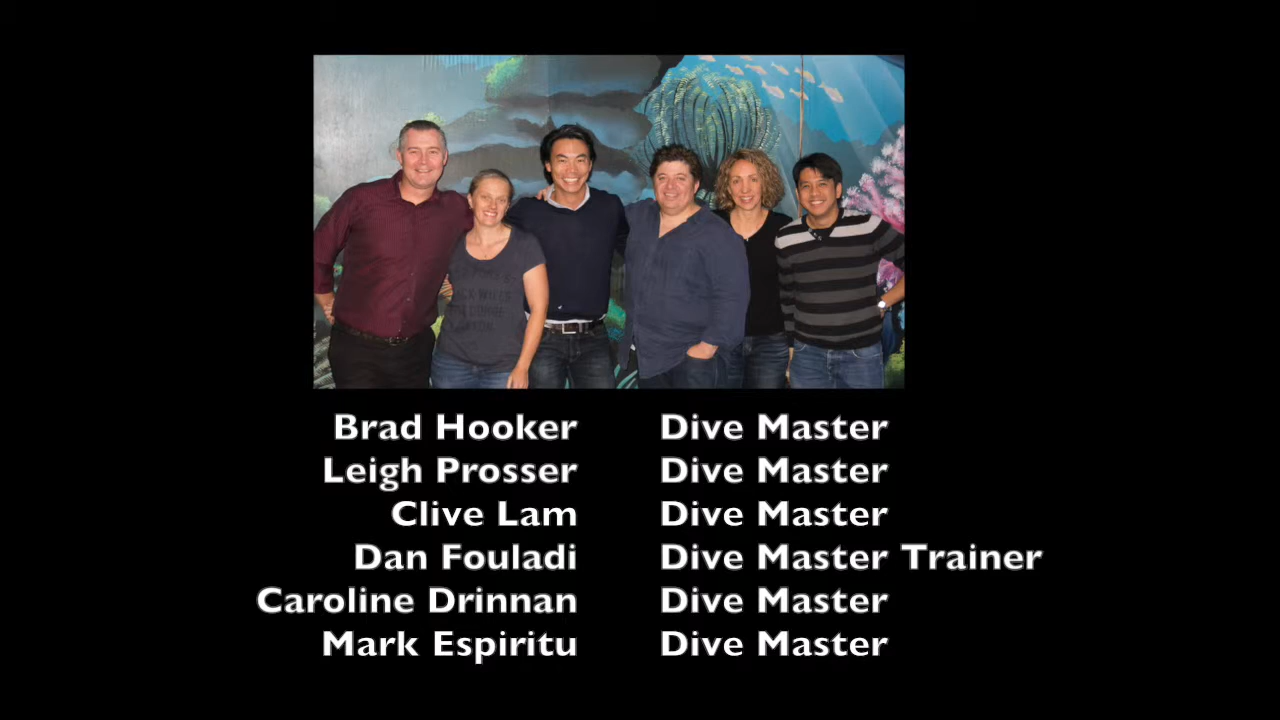 Brad Hooker Dive Master
Leigh Prosser Dive Master
Clive Lam Dive Master
Dan Fouladi Dive Master Trainer
Caroline Drinnan Dive Master
Mark Espiritu Dive Master